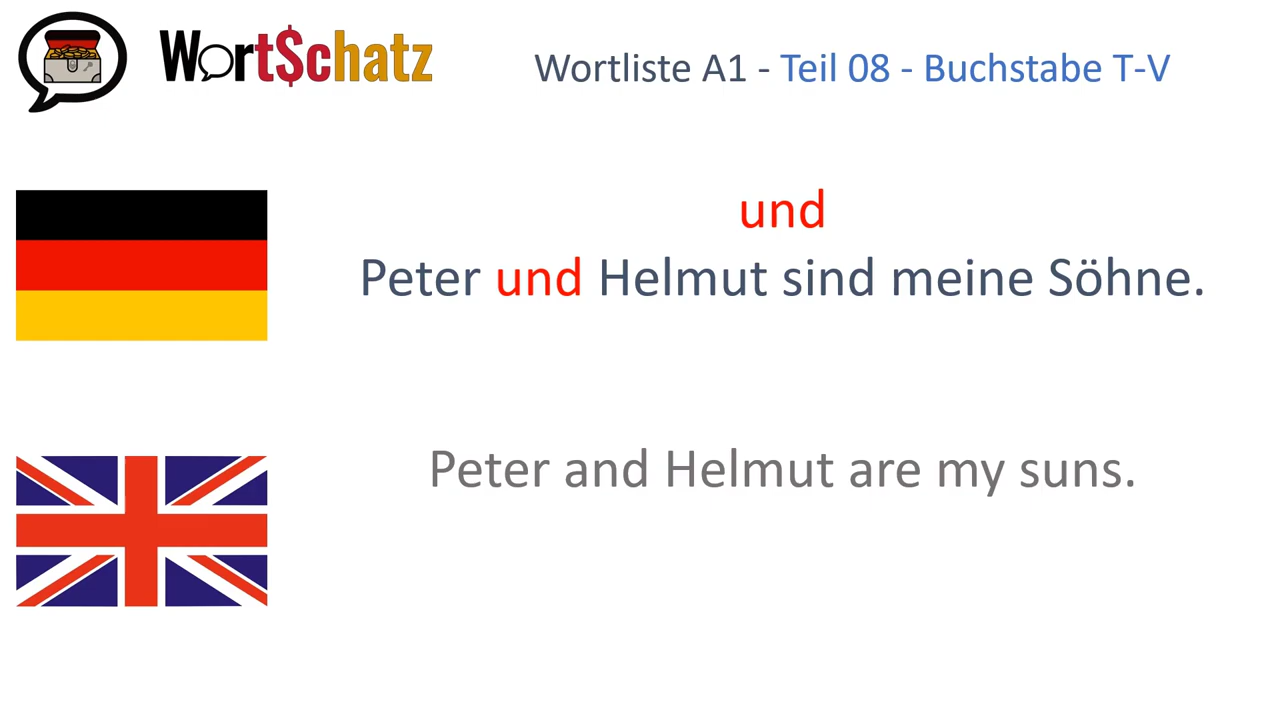 Wort$chatz
Wortliste A1 - Teil 08 - Buchstabe T-V
und
Peter und Helmut sind meine Söhne.
Peter and Helmut are my suns.